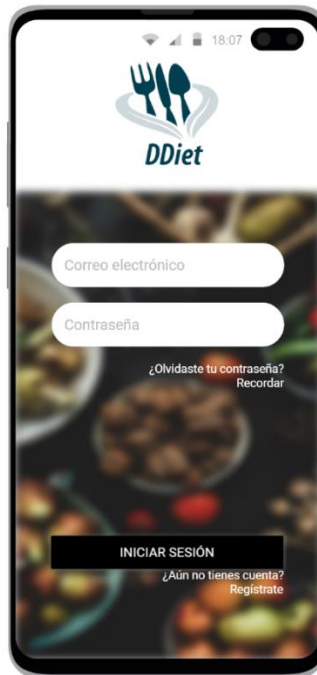 18:07
DDiet
Correo electrónico
Contraseña
¿Olvidaste tu contraseña?
Recordar
INICIAR SESIÓN
¿Aún no tienes cuenta?
Regístrate